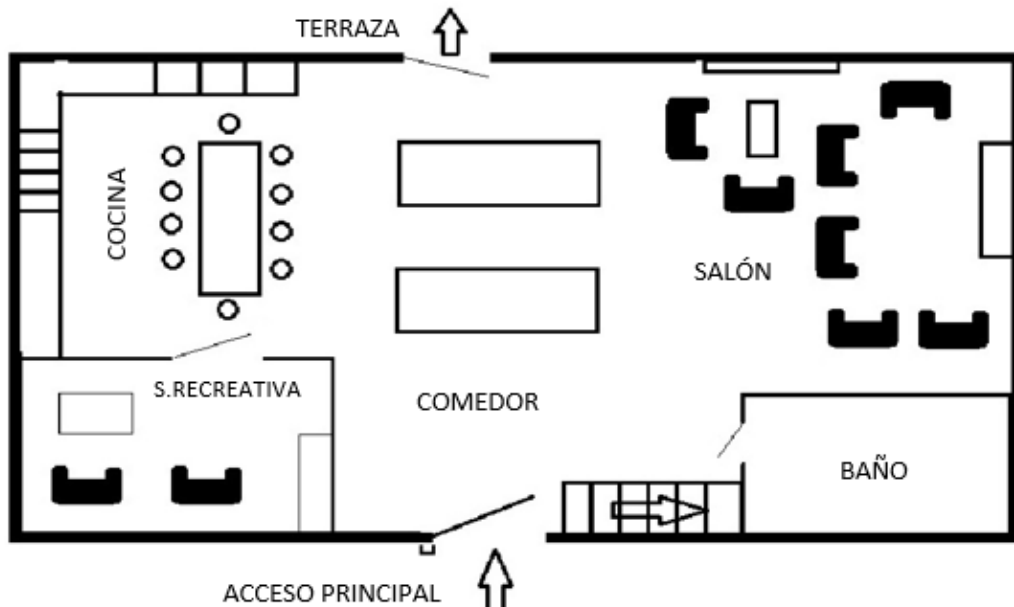 TERRAZA
COCINA
SALÓN
S.RECREATIVA
COMEDOR
BAÑO
ACCESO PRINCIPAL